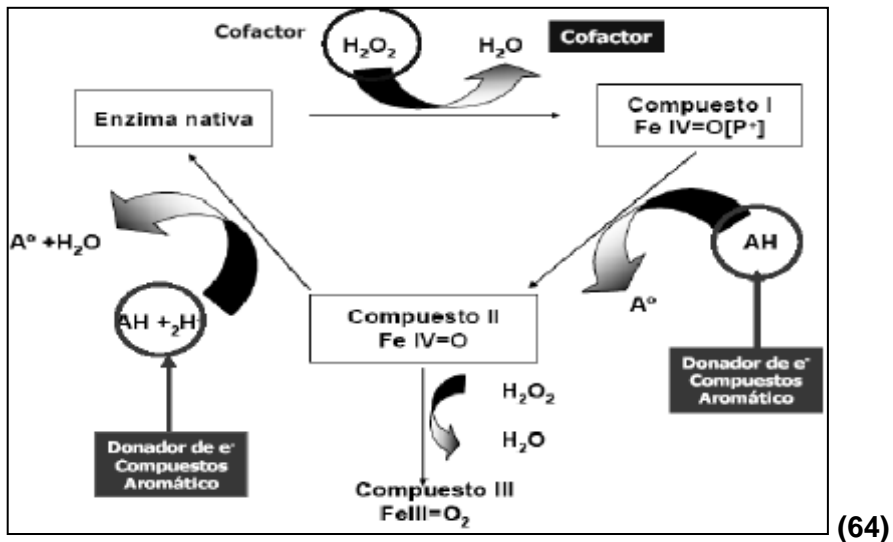 Cofactor
H₂O₂
H₂O
Cofactor
Enzima nativa
Compuesto I
Fe IV=O[P⁺]
A° +H₂O
AH
A°
AH +₂H
Compuesto II
Fe IV=O
Donador de e⁻
Compuestos
Aromático
H₂O₂
H₂O
Donador de e⁻
Compuestos
Aromático
Compuesto III
FeIII=O₂
(64)